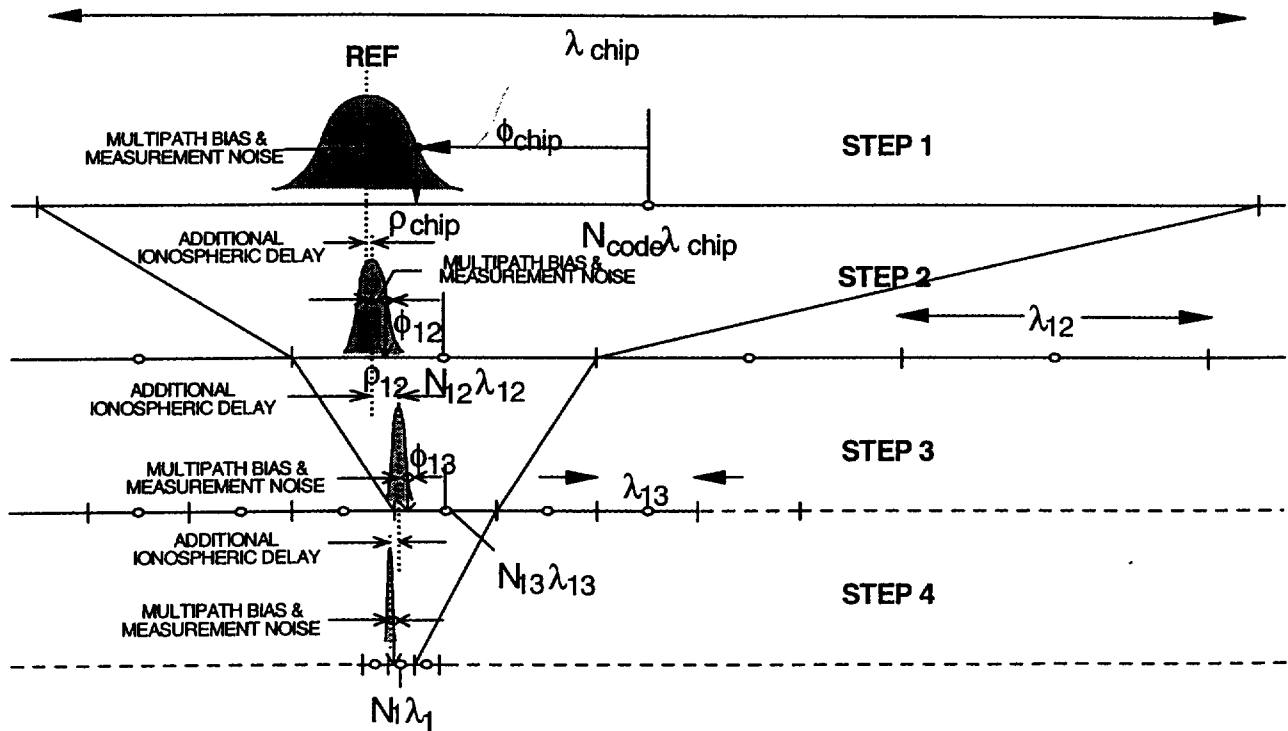 λ chip
REF
MULTIPATH BIAS &
MEASUREMENT NOISE
ϕchip
STEP 1
ρchip
Ncodeλ chip
ADDITIONAL
IONOSPHERIC DELAY
MULTIPATH BIAS &
MEASUREMENT NOISE
STEP 2
ϕ12
λ12
ρ12
N12λ12
ADDITIONAL
IONOSPHERIC DELAY
ϕ13
STEP 3
MULTIPATH BIAS &
MEASUREMENT NOISE
λ13
ADDITIONAL
IONOSPHERIC DELAY
N13λ13
STEP 4
MULTIPATH BIAS &
MEASUREMENT NOISE
N1λ1